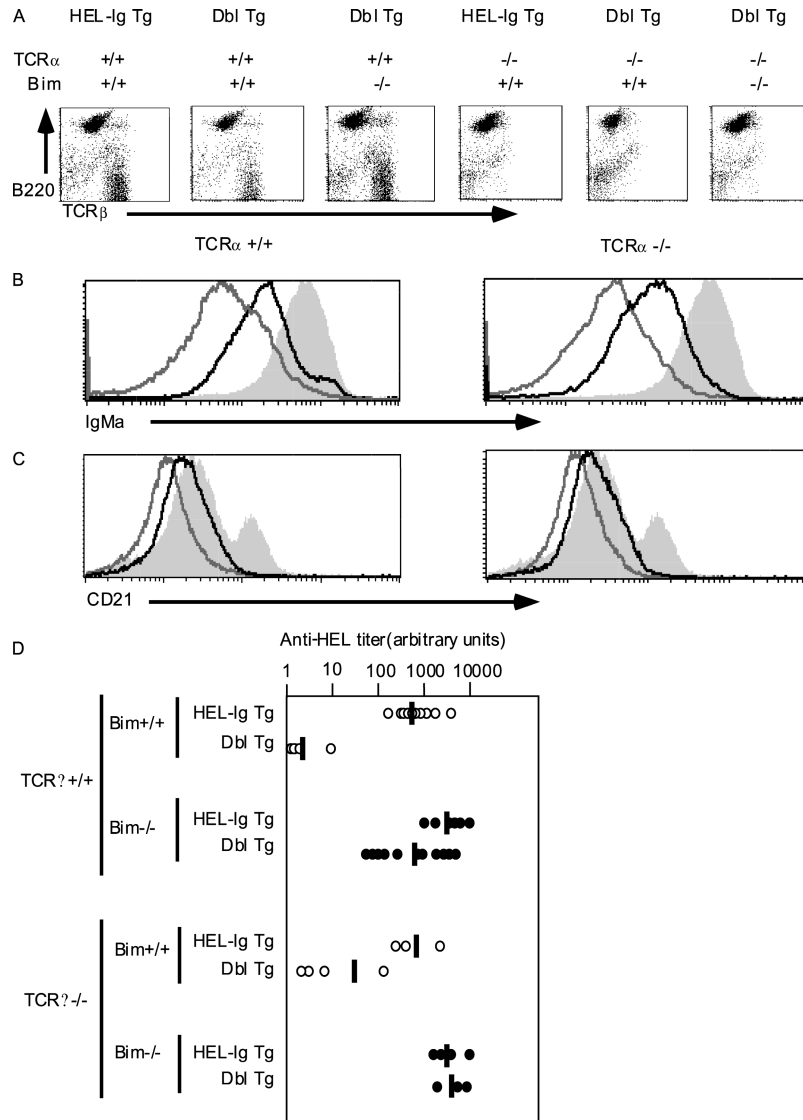 A
HEL-Ig Tg Dbl Tg Dbl Tg HEL-Ig Tg Dbl Tg Dbl Tg
TCRα +/+ +/+ +/+ -/- -/- -/-
Bim +/+ +/+ -/- +/+ +/+ -/-
B220
TCRβ
TCRα +/+ TCRα -/-
B
IgMa
C
CD21
D
Anti-HEL titer(arbitrary units)
1 10 100 1000 10000
HEL-Ig Tg
Bim+/+
Dbl Tg
TCR?+/+
HEL-Ig Tg
Bim-/-
Dbl Tg
HEL-Ig Tg
Bim+/+
Dbl Tg
TCR?-/-
HEL-Ig Tg
Bim-/-
Dbl Tg